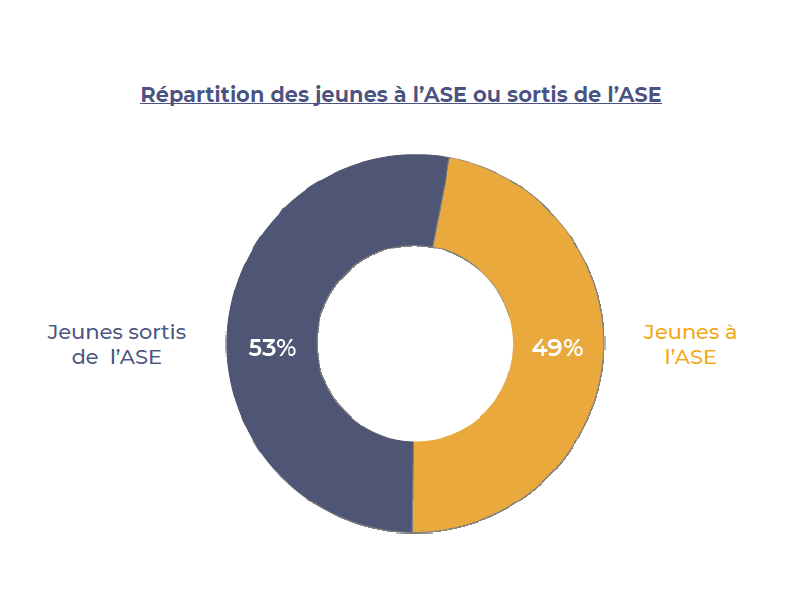 Répartition des jeunes à l'ASE ou sortis de l'ASE
Jeunes sortis
de l'ASE
53%
49%
Jeunes à
l'ASE